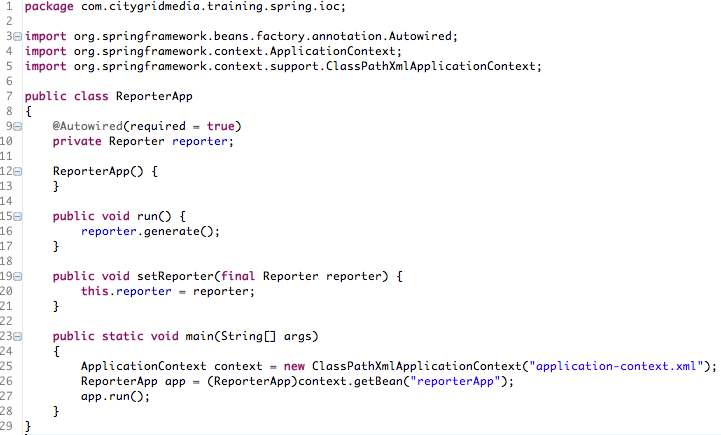 1 package com.citygridmedia.training.spring.ioc;
2
3 import org.springframework.beans.factory.annotation.Autowired;
4 import org.springframework.context.ApplicationContext;
5 import org.springframework.context.support.ClassPathXmlApplicationContext;
6
7 public class ReporterApp
8 {
9 @Autowired(required = true)
10 private Reporter reporter;
11
12 ReporterApp() {
13 }
14
15 public void run() {
16 reporter.generate();
17 }
18
19 public void setReporter(final Reporter reporter) {
20 this.reporter = reporter;
21 }
22
23 public static void main(String[] args)
24 {
25 ApplicationContext context = new ClassPathXmlApplicationContext("application-context.xml");
26 ReporterApp app = (ReporterApp)context.getBean("reporterApp");
27 app.run();
28 }
29 }